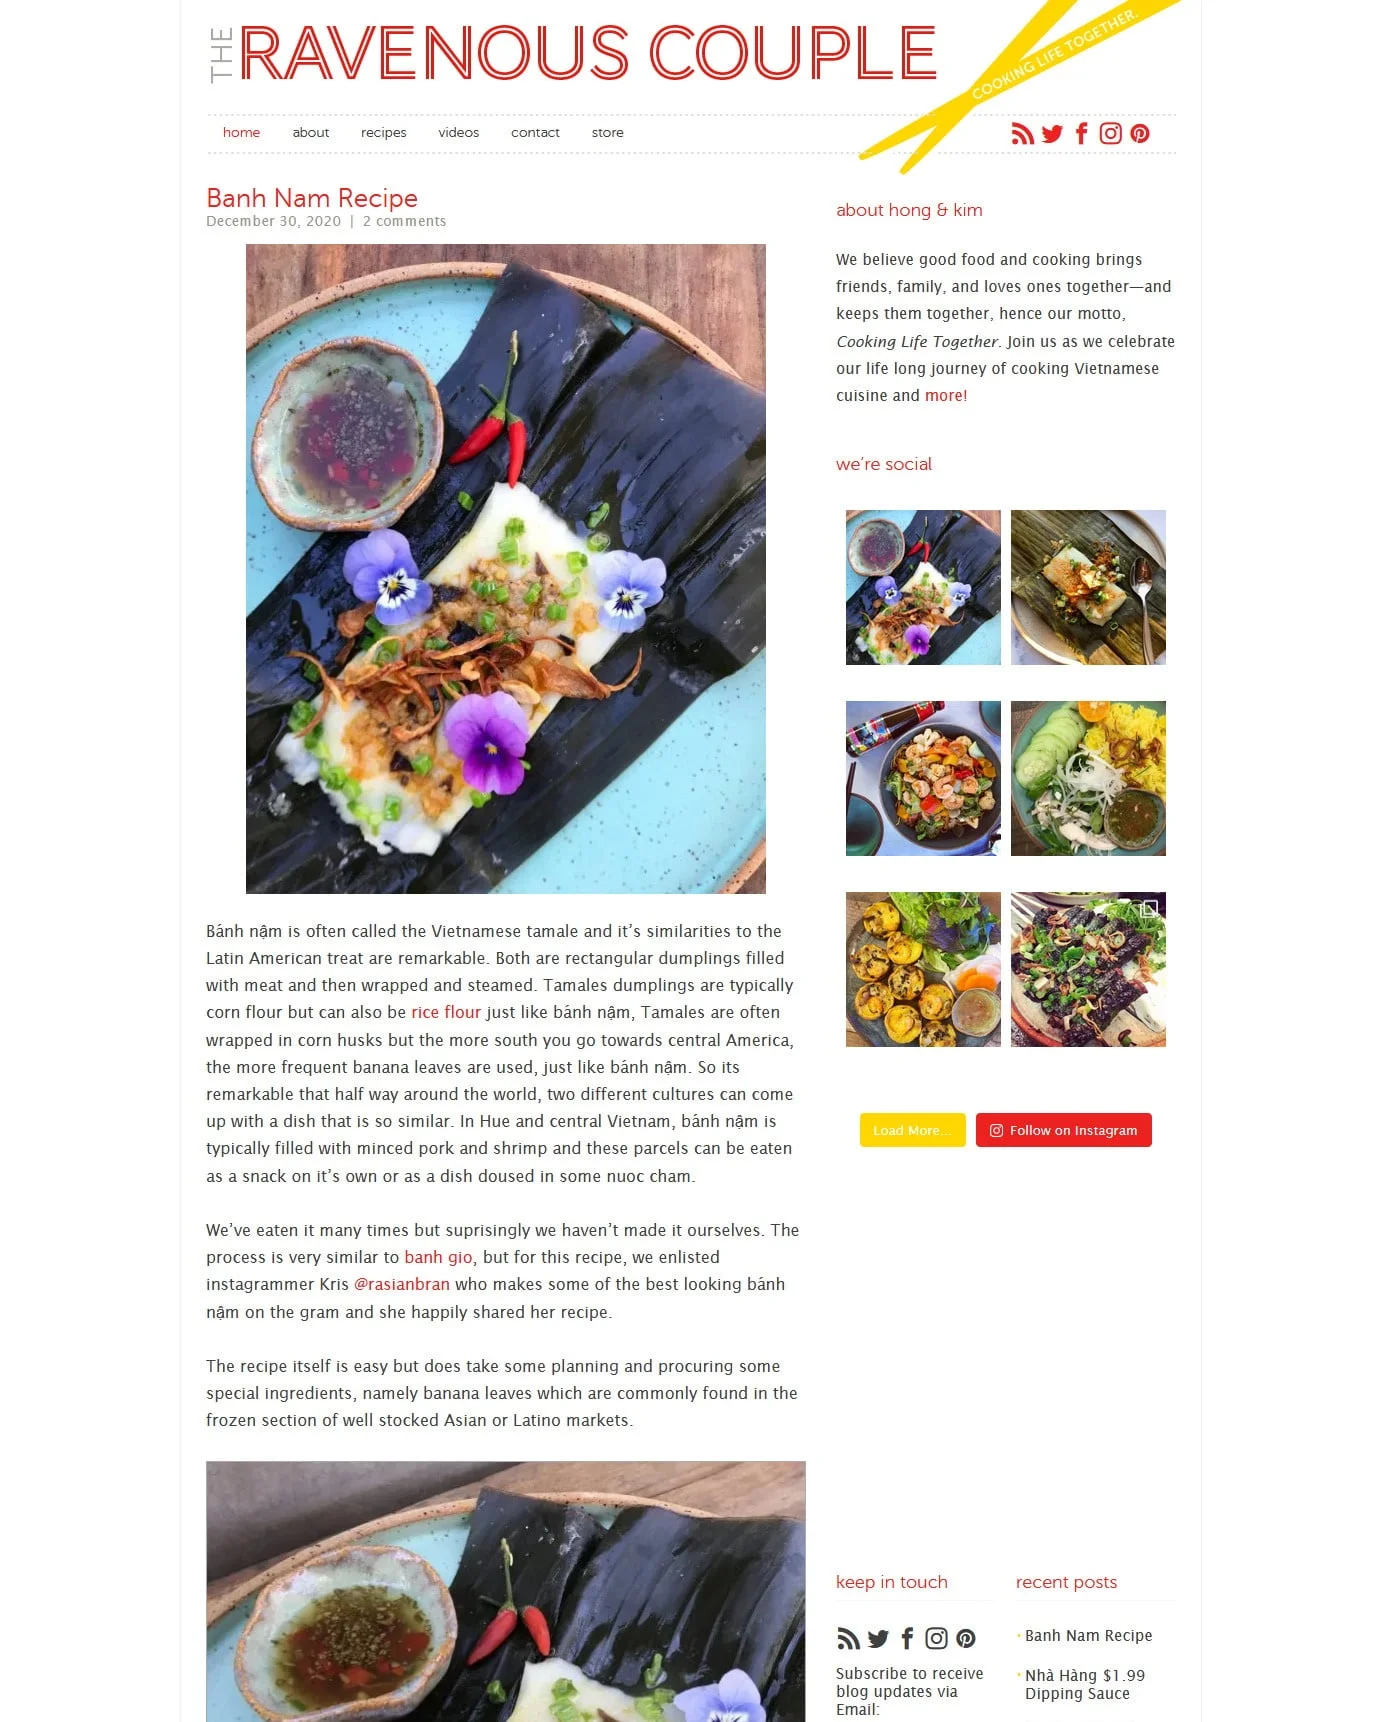 THE RAVENOUS COUPLE
COOKING LIFE TOGETHER.
home about recipes videos contact store
Banh Nam Recipe
December 30, 2020 | 2 comments
Bánh nậm is often called the Vietnamese tamale and it’s similarities to the
Latin American treat are remarkable. Both are rectangular dumplings filled
with meat and then wrapped and steamed. Tamales dumplings are typically
corn flour but can also be rice flour just like bánh nậm, Tamales are often
wrapped in corn husks but the more south you go towards central America,
the more frequent banana leaves are used, just like bánh nậm. So its
remarkable that half way around the world, two different cultures can come
up with a dish that is so similar. In Hue and central Vietnam, bánh nậm is
typically filled with minced pork and shrimp and these parcels can be eaten
as a snack on it’s own or as a dish doused in some nuoc cham.
We’ve eaten it many times but suprisingly we haven’t made it ourselves. The
process is very similar to banh gio, but for this recipe, we enlisted
instagrammer Kris @rasianbran who makes some of the best looking bánh
nậm on the gram and she happily shared her recipe.
The recipe itself is easy but does take some planning and procuring some
special ingredients, namely banana leaves which are commonly found in the
frozen section of well stocked Asian or Latino markets.
about hong & kim
We believe good food and cooking brings
friends, family, and loves ones together—and
keeps them together, hence our motto,
Cooking Life Together. Join us as we celebrate
our life long journey of cooking Vietnamese
cuisine and more!
we’re social
Load More...
Follow on Instagram
keep in touch
Subscribe to receive
blog updates via
Email:
recent posts
Banh Nam Recipe
Nhà Hàng $1.99
Dipping Sauce